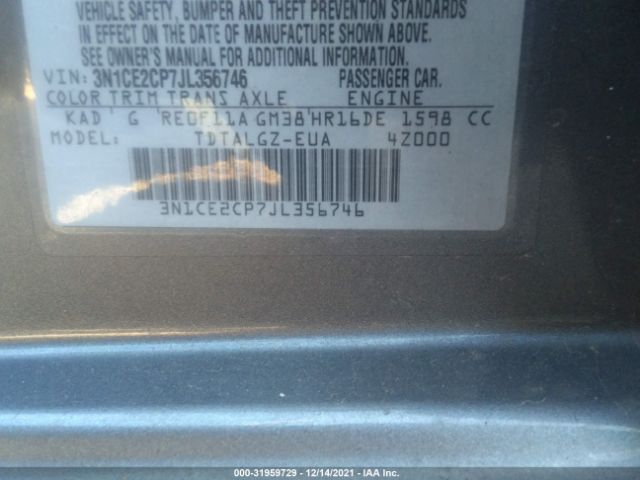 VEHICLE SAFETY, BUMPER AND THEFT PREVENTION STANDARDS
IN EFFECT ON THE DATE OF MANUFACTURE SHOWN ABOVE.
SEE OWNER'S MANUAL FOR ADDITIONAL INFORMATION.
VIN: 3N1CE2CP7JL356746 PASSENGER CAR.
COLOR TRIM TRANS AXLE ENGINE
KAD G RE0F11A GM38 HR16DE 1598 CC
MODEL: TDTALGZ-EUA 4Z000
3N1CE2CP7JL356746
000-31959729 - 12/14/2021 - IAA Inc.